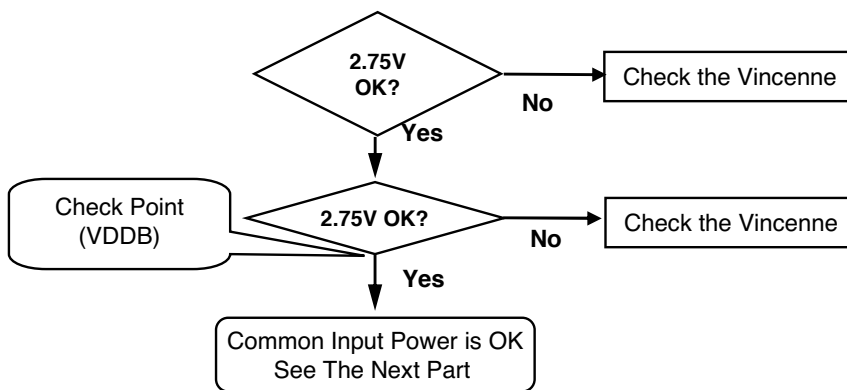 2.75V
OK?
Check the Vincenne
No
Yes
Check Point
(VDDB)
2.75V OK?
Check the Vincenne
No
Yes
Common Input Power is OK
See The Next Part